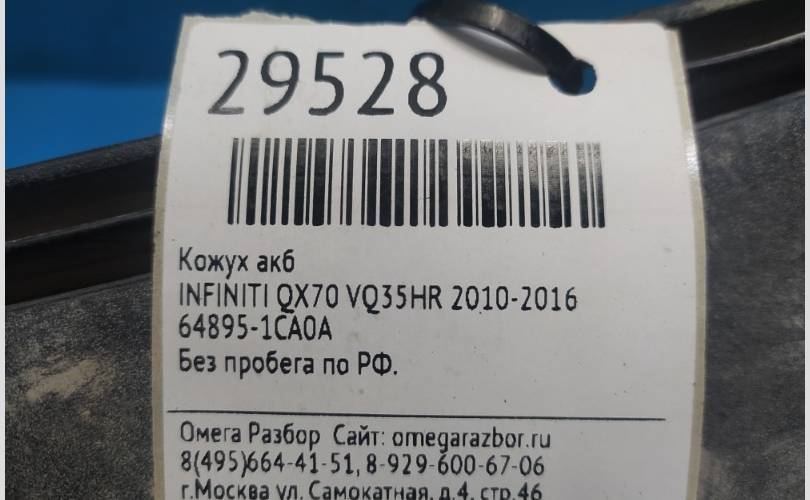 29528
Кожух акб
INFINITI QX70 VQ35HR 2010-2016
64895-1CA0A
Без пробега по РФ.
Омега Разбор Сайт: omegarazbor.ru
8(495)664-41-51, 8-929-600-67-06
г.Москва ул. Самокатная, д.4, стр.46